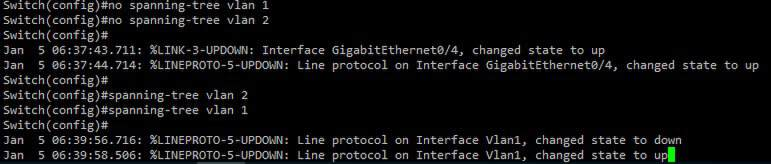 Switch(config)#no spanning-tree vlan 1
Switch(config)#no spanning-tree vlan 2
Switch(config)#
Jan  5 06:37:43.711: %LINK-3-UPDOWN: Interface GigabitEthernet0/4, changed state to up
Jan  5 06:37:44.714: %LINEPROTO-5-UPDOWN: Line protocol on Interface GigabitEthernet0/4, changed state to up
Switch(config)#
Switch(config)#spanning-tree vlan 2
Switch(config)#spanning-tree vlan 1
Switch(config)#
Jan  5 06:39:56.716: %LINEPROTO-5-UPDOWN: Line protocol on Interface Vlan1, changed state to down
Jan  5 06:39:58.506: %LINEPROTO-5-UPDOWN: Line protocol on Interface Vlan1, changed state to up